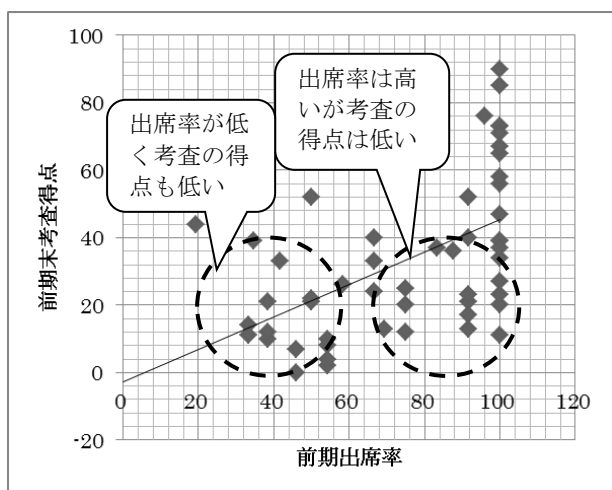 100
80
60
40
20
0
-20
0
20
40
60
80
100
120
前期末考査得点
前期出席率
出席率が低
く考査の得
点も低い
出席率は高
いが考査の
得点は低い